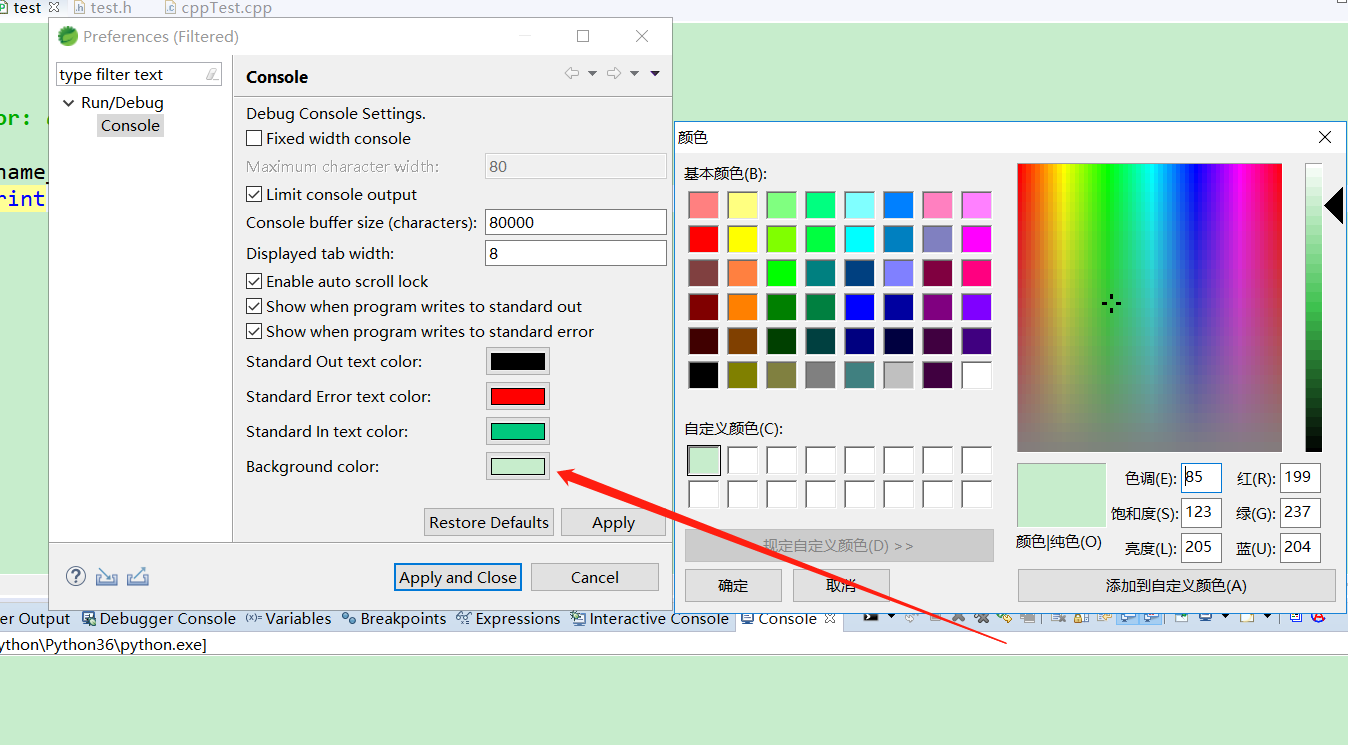 test
test.h
cppTest.cpp
Preferences (Filtered)
type filter text
Run/Debug
Console
Console
Debug Console Settings.
Fixed width console
Maximum character width:
80
Limit console output
Console buffer size (characters):
80000
Displayed tab width:
8
Enable auto scroll lock
Show when program writes to standard out
Show when program writes to standard error
Standard Out text color:
Standard Error text color:
Standard In text color:
Background color:
Restore Defaults
Apply
Apply and Close
Cancel
or:
name_
rint
颜色
基本颜色(B):
自定义颜色(C):
规定自定义颜色(D) >>
确定
取消
颜色|纯色(O)
色调(E):
85
红(R):
199
饱和度(S):
123
绿(G):
237
亮度(L):
205
蓝(U):
204
添加到自定义颜色(A)
er Output
Debugger Console
(x)= Variables
Breakpoints
Expressions
Interactive Console
Console
ython\Python36\python.exe]